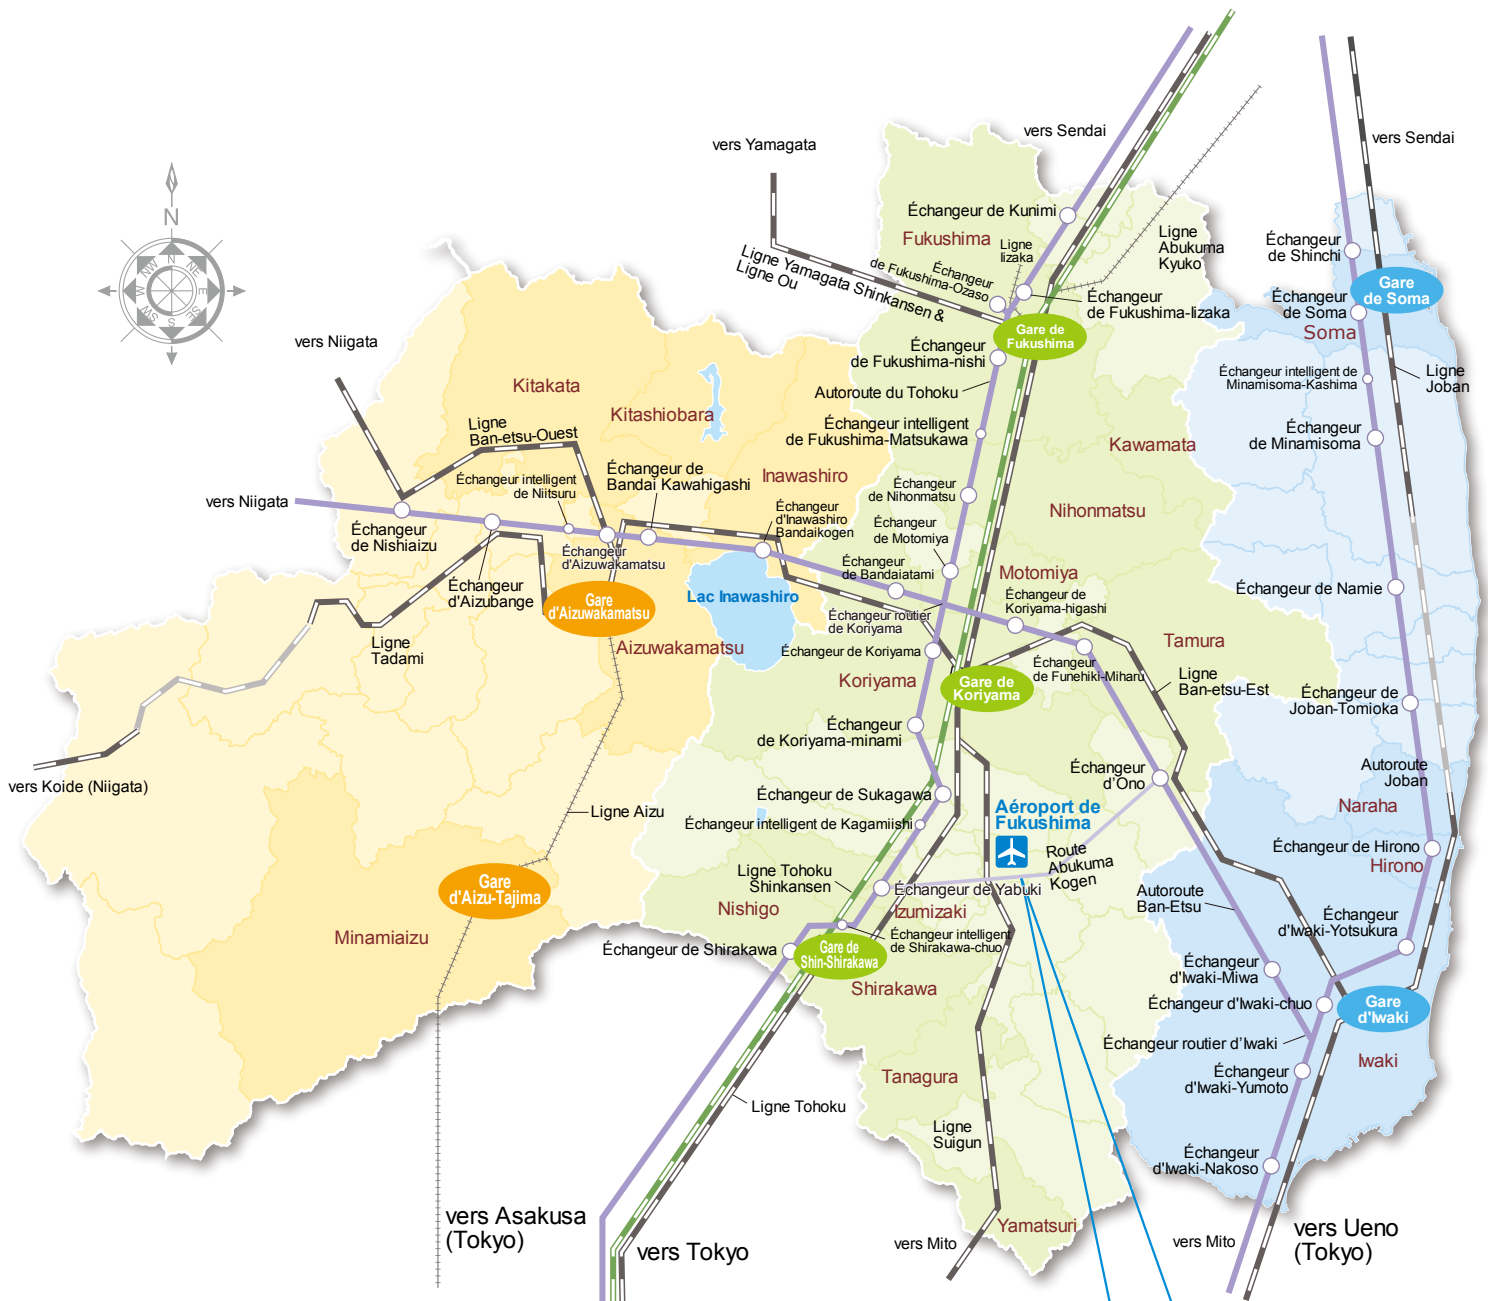 vers Sendai
vers Sendai
vers Yamagata
N
N
NE
E
SE
S
SW
W
NW
Échangeur de Kunimi
Fukushima
Ligne
Iizaka
Ligne
Abukuma
Kyuko
Échangeur
de Shinchi
Ligne Yamagata Shinkansen &
Ligne Ou
Échangeur
de Fukushima-Ozaso
Échangeur
de Fukushima-Iizaka
Gare
de Soma
Échangeur
de Soma
Soma
Gare de
Fukushima
vers Niigata
Échangeur
de Fukushima-nishi
Autoroute du Tohoku
Échangeur intelligent de
Minamisoma-Kashima
Ligne
Joban
Kitakata
Kitashiobara
Échangeur intelligent
de Fukushima-Matsukawa
Échangeur
de Minamisoma
Ligne
Ban-etsu-Ouest
Kawamata
Échangeur intelligent
de Niitsuru
Échangeur de
Bandai Kawahigashi
Inawashiro
Échangeur
de Nihonmatsu
Nihonmatsu
vers Niigata
Échangeur
de Nishiaizu
Échangeur
d'Inawashiro
Bandaikogen
Échangeur
de Motomiya
Échangeur
d'Aizuwakamatsu
Échangeur
de Bandaiatami
Motomiya
Échangeur
d'Aizubange
Gare
d'Aizuwakamatsu
Lac Inawashiro
Échangeur de
Koriyama-higashi
Échangeur de Namie
Échangeur routier
de Koriyama
Ligne
Tadami
Aizuwakamatsu
Échangeur de Koriyama
Tamura
Échangeur
de Funehiki-Miharu
Koriyama
Gare de
Koriyama
Ligne
Ban-etsu-Est
Échangeur de
Joban-Tomioka
Échangeur
de Koriyama-minami
vers Koide (Niigata)
Échangeur
d'Ono
Autoroute
Joban
Échangeur de Sukagawa
Aéroport de
Fukushima
Naraha
Ligne Aizu
Échangeur intelligent de Kagamiishi
Route
Abukuma
Kogen
Échangeur de Hirono
Hirono
Ligne Tohoku
Shinkansen
Gare
d'Aizu-Tajima
Échangeur de Yabuki
Autoroute
Ban-Etsu
Nishigo
Izumizaki
Minamiaizu
Échangeur intelligent
de Shirakawa-chuo
Échangeur
d'Iwaki-Yotsukura
Échangeur de Shirakawa
Gare de
Shin-Shirakawa
Échangeur
d'Iwaki-Miwa
Shirakawa
Échangeur d'Iwaki-chuo
Gare
d'Iwaki
Échangeur routier d'Iwaki
Iwaki
Tanagura
Échangeur
d'Iwaki-Yumoto
Ligne Tohoku
Ligne
Suigun
Échangeur
d'Iwaki-Nakoso
vers Asakusa
(Tokyo)
vers Tokyo
vers Mito
Yamatsuri
vers Mito
vers Ueno
(Tokyo)